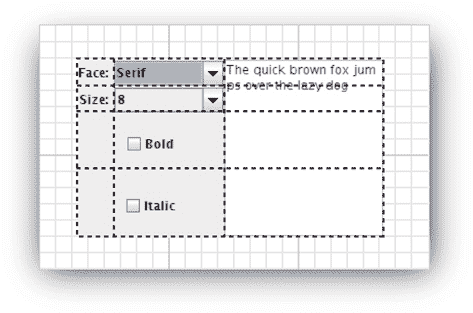 Face: Serif
The quick brown fox jum
ps over the lazy dog
Size: 8
Bold
Italic